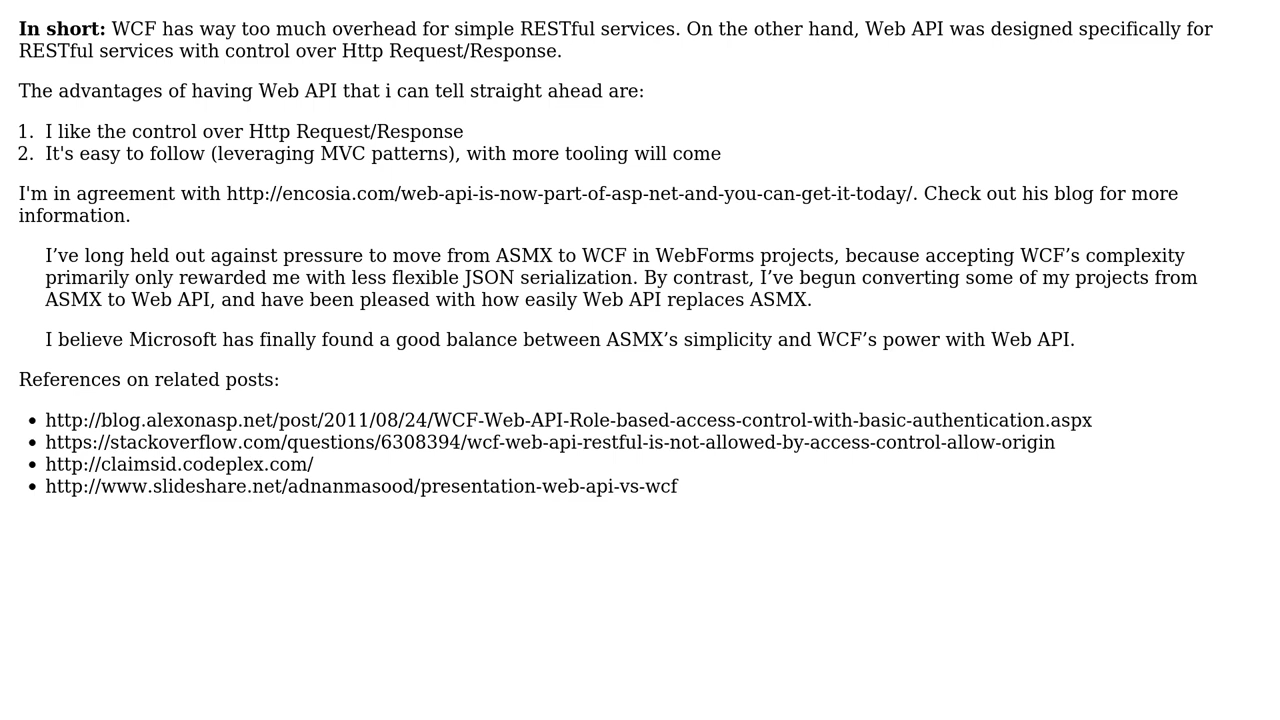 In short: WCF has way too much overhead for simple RESTful services. On the other hand, Web API was designed specifically for
RESTful services with control over Http Request/Response.
The advantages of having Web API that i can tell straight ahead are:
1. I like the control over Http Request/Response
2. It's easy to follow (leveraging MVC patterns), with more tooling will come
I'm in agreement with http://encosia.com/web-api-is-now-part-of-asp-net-and-you-can-get-it-today/. Check out his blog for more
information.
I’ve long held out against pressure to move from ASMX to WCF in WebForms projects, because accepting WCF’s complexity
primarily only rewarded me with less flexible JSON serialization. By contrast, I’ve begun converting some of my projects from
ASMX to Web API, and have been pleased with how easily Web API replaces ASMX.
I believe Microsoft has finally found a good balance between ASMX’s simplicity and WCF’s power with Web API.
References on related posts:
• http://blog.alexonasp.net/post/2011/08/24/WCF-Web-API-Role-based-access-control-with-basic-authentication.aspx
• https://stackoverflow.com/questions/6308394/wcf-web-api-restful-is-not-allowed-by-access-control-allow-origin
• http://claimsid.codeplex.com/
• http://www.slideshare.net/adnanmasood/presentation-web-api-vs-wcf